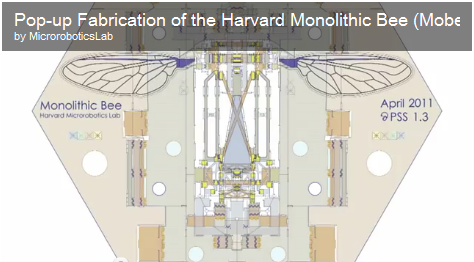 Pop-up Fabrication of the Harvard Monolithic Bee (Mobe
by MicroroboticsLab
Monolithic Bee
Harvard Microrobotics Lab
April 2011
PSS 1.3